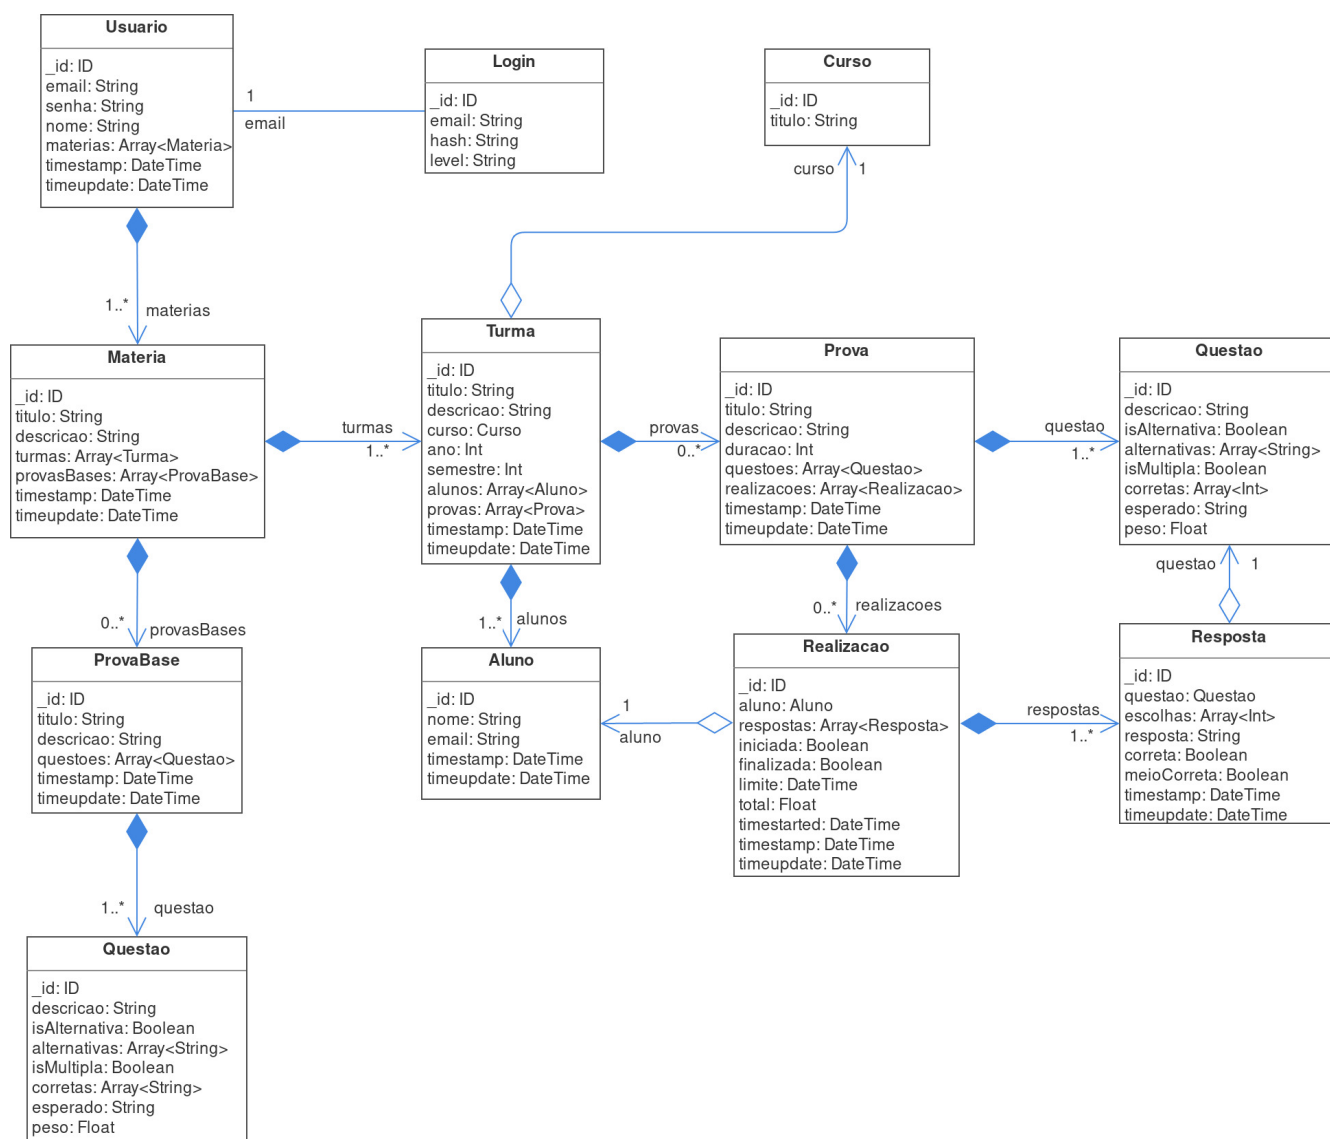 Usuario
_id: ID
email: String
senha: String
nome: String
materias: Array<Materia>
timestamp: DateTime
timeupdate: DateTime
1
email
Login
_id: ID
email: String
hash: String
level: String
Curso
_id: ID
titulo: String
curso
1
1..*
materias
Materia
_id: ID
titulo: String
descricao: String
turmas: Array<Turma>
provasBases: Array<ProvaBase>
timestamp: DateTime
timeupdate: DateTime
turmas
1..*
Turma
_id: ID
titulo: String
descricao: String
curso: Curso
ano: Int
semestre: Int
alunos: Array<Aluno>
provas: Array<Prova>
timestamp: DateTime
timeupdate: DateTime
provas
0..*
Prova
_id: ID
titulo: String
descricao: String
duracao: Int
questoes: Array<Questao>
realizacoes: Array<Realizacao>
timestamp: DateTime
timeupdate: DateTime
questao
1..*
Questao
_id: ID
descricao: String
isAlternativa: Boolean
alternativas: Array<String>
isMultipla: Boolean
corretas: Array<Int>
esperado: String
peso: Float
questao
1
0..*
provasBases
1..*
alunos
0..*
realizacoes
ProvaBase
_id: ID
titulo: String
descricao: String
questoes: Array<Questao>
timestamp: DateTime
timeupdate: DateTime
Aluno
_id: ID
nome: String
email: String
timestamp: DateTime
timeupdate: DateTime
1
aluno
Realizacao
_id: ID
aluno: Aluno
respostas: Array<Resposta>
iniciada: Boolean
finalizada: Boolean
limite: DateTime
total: Float
timestarted: DateTime
timestamp: DateTime
timeupdate: DateTime
respostas
1..*
Resposta
_id: ID
questao: Questao
escolhas: Array<Int>
resposta: String
correta: Boolean
meioCorreta: Boolean
timestamp: DateTime
timeupdate: DateTime
1..*
questao
Questao
_id: ID
descricao: String
isAlternativa: Boolean
alternativas: Array<String>
isMultipla: Boolean
corretas: Array<String>
esperado: String
peso: Float